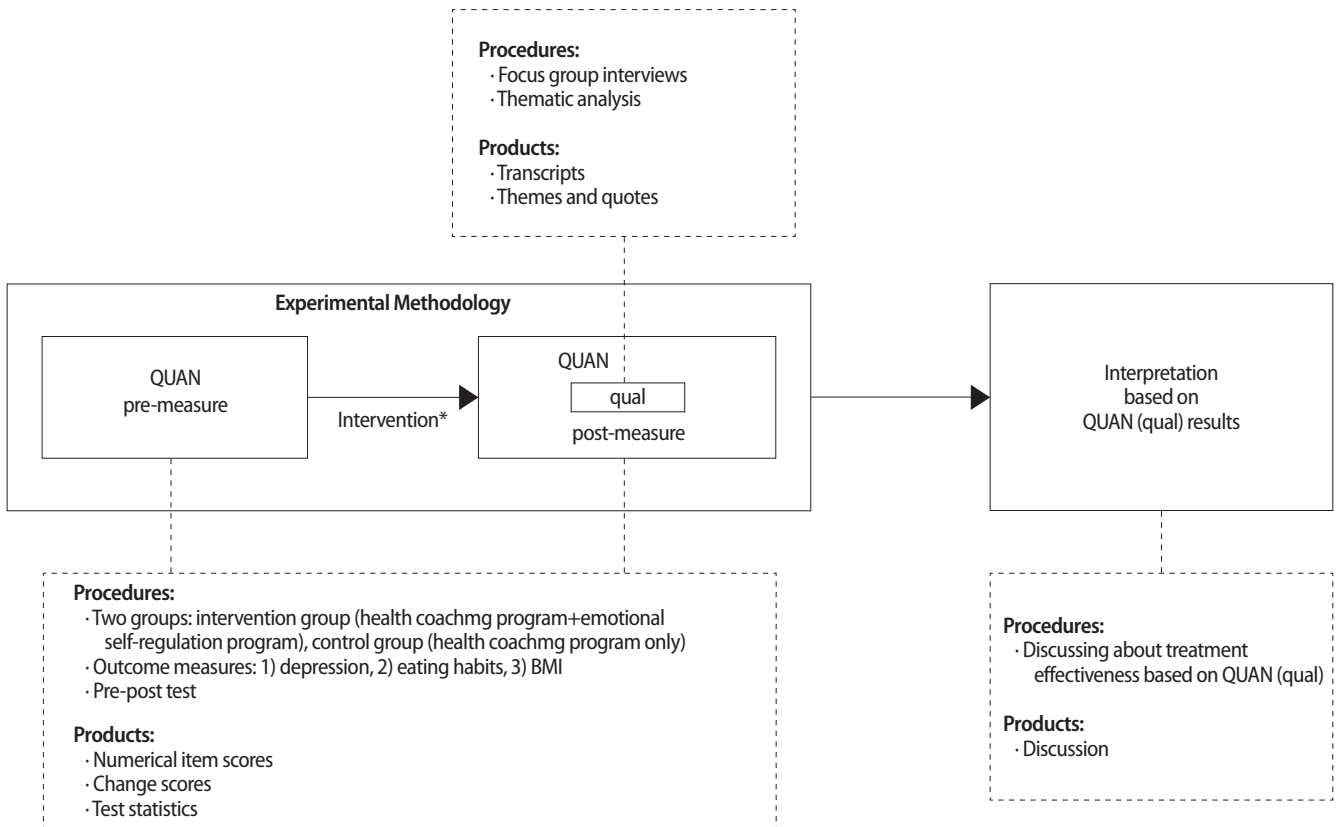 Procedures:
· Focus group interviews
· Thematic analysis
Products:
· Transcripts
· Themes and quotes
Experimental Methodology
QUAN
pre-measure
Intervention*
QUAN
qual
post-measure
Interpretation
based on
QUAN (qual) results
Procedures:
· Two groups: intervention group (health coachmg program+emotional
self-regulation program), control group (health coachmg program only)
· Outcome measures: 1) depression, 2) eating habits, 3) BMI
· Pre-post test
Products:
· Numerical item scores
· Change scores
· Test statistics
Procedures:
· Discussing about treatment
effectiveness based on QUAN (qual)
Products:
· Discussion